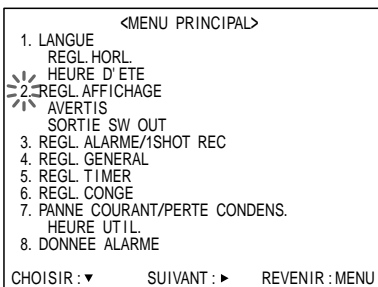 <MENU PRINCIPAL>
1. LANGUE
REGL. HORL.
HEURE D'ETE
2. REGL. AFFICHAGE
AVERTIS
SORTIE SW OUT
3. REGL. ALARME/1SHOT REC
4. REGL. GENERAL
5. REGL. TIMER
6. REGL. CONGE
7. PANNE COURANT/PERTE CONDENS.
HEURE UTIL.
8. DONNEE ALARME
CHOISIR : ▼ SUIVANT : ► REVENIR : MENU